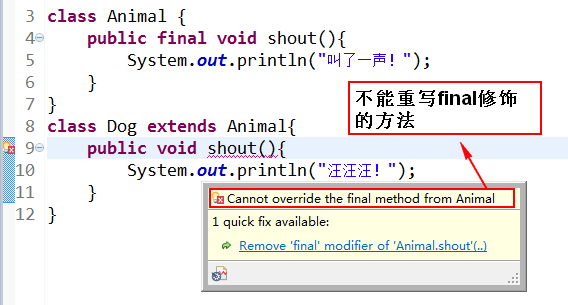 3 class Animal {
4 public final void shout(){
5 System.out.println("叫了一声！");
6 }
7 }
8 class Dog extends Animal{
9 public void shout(){
10 System.out.println("汪汪汪！");
11 }
12 }
不能重写final修饰
的方法
Cannot override the final method from Animal
1 quick fix available:
Remove 'final' modifier of 'Animal.shout'(..)